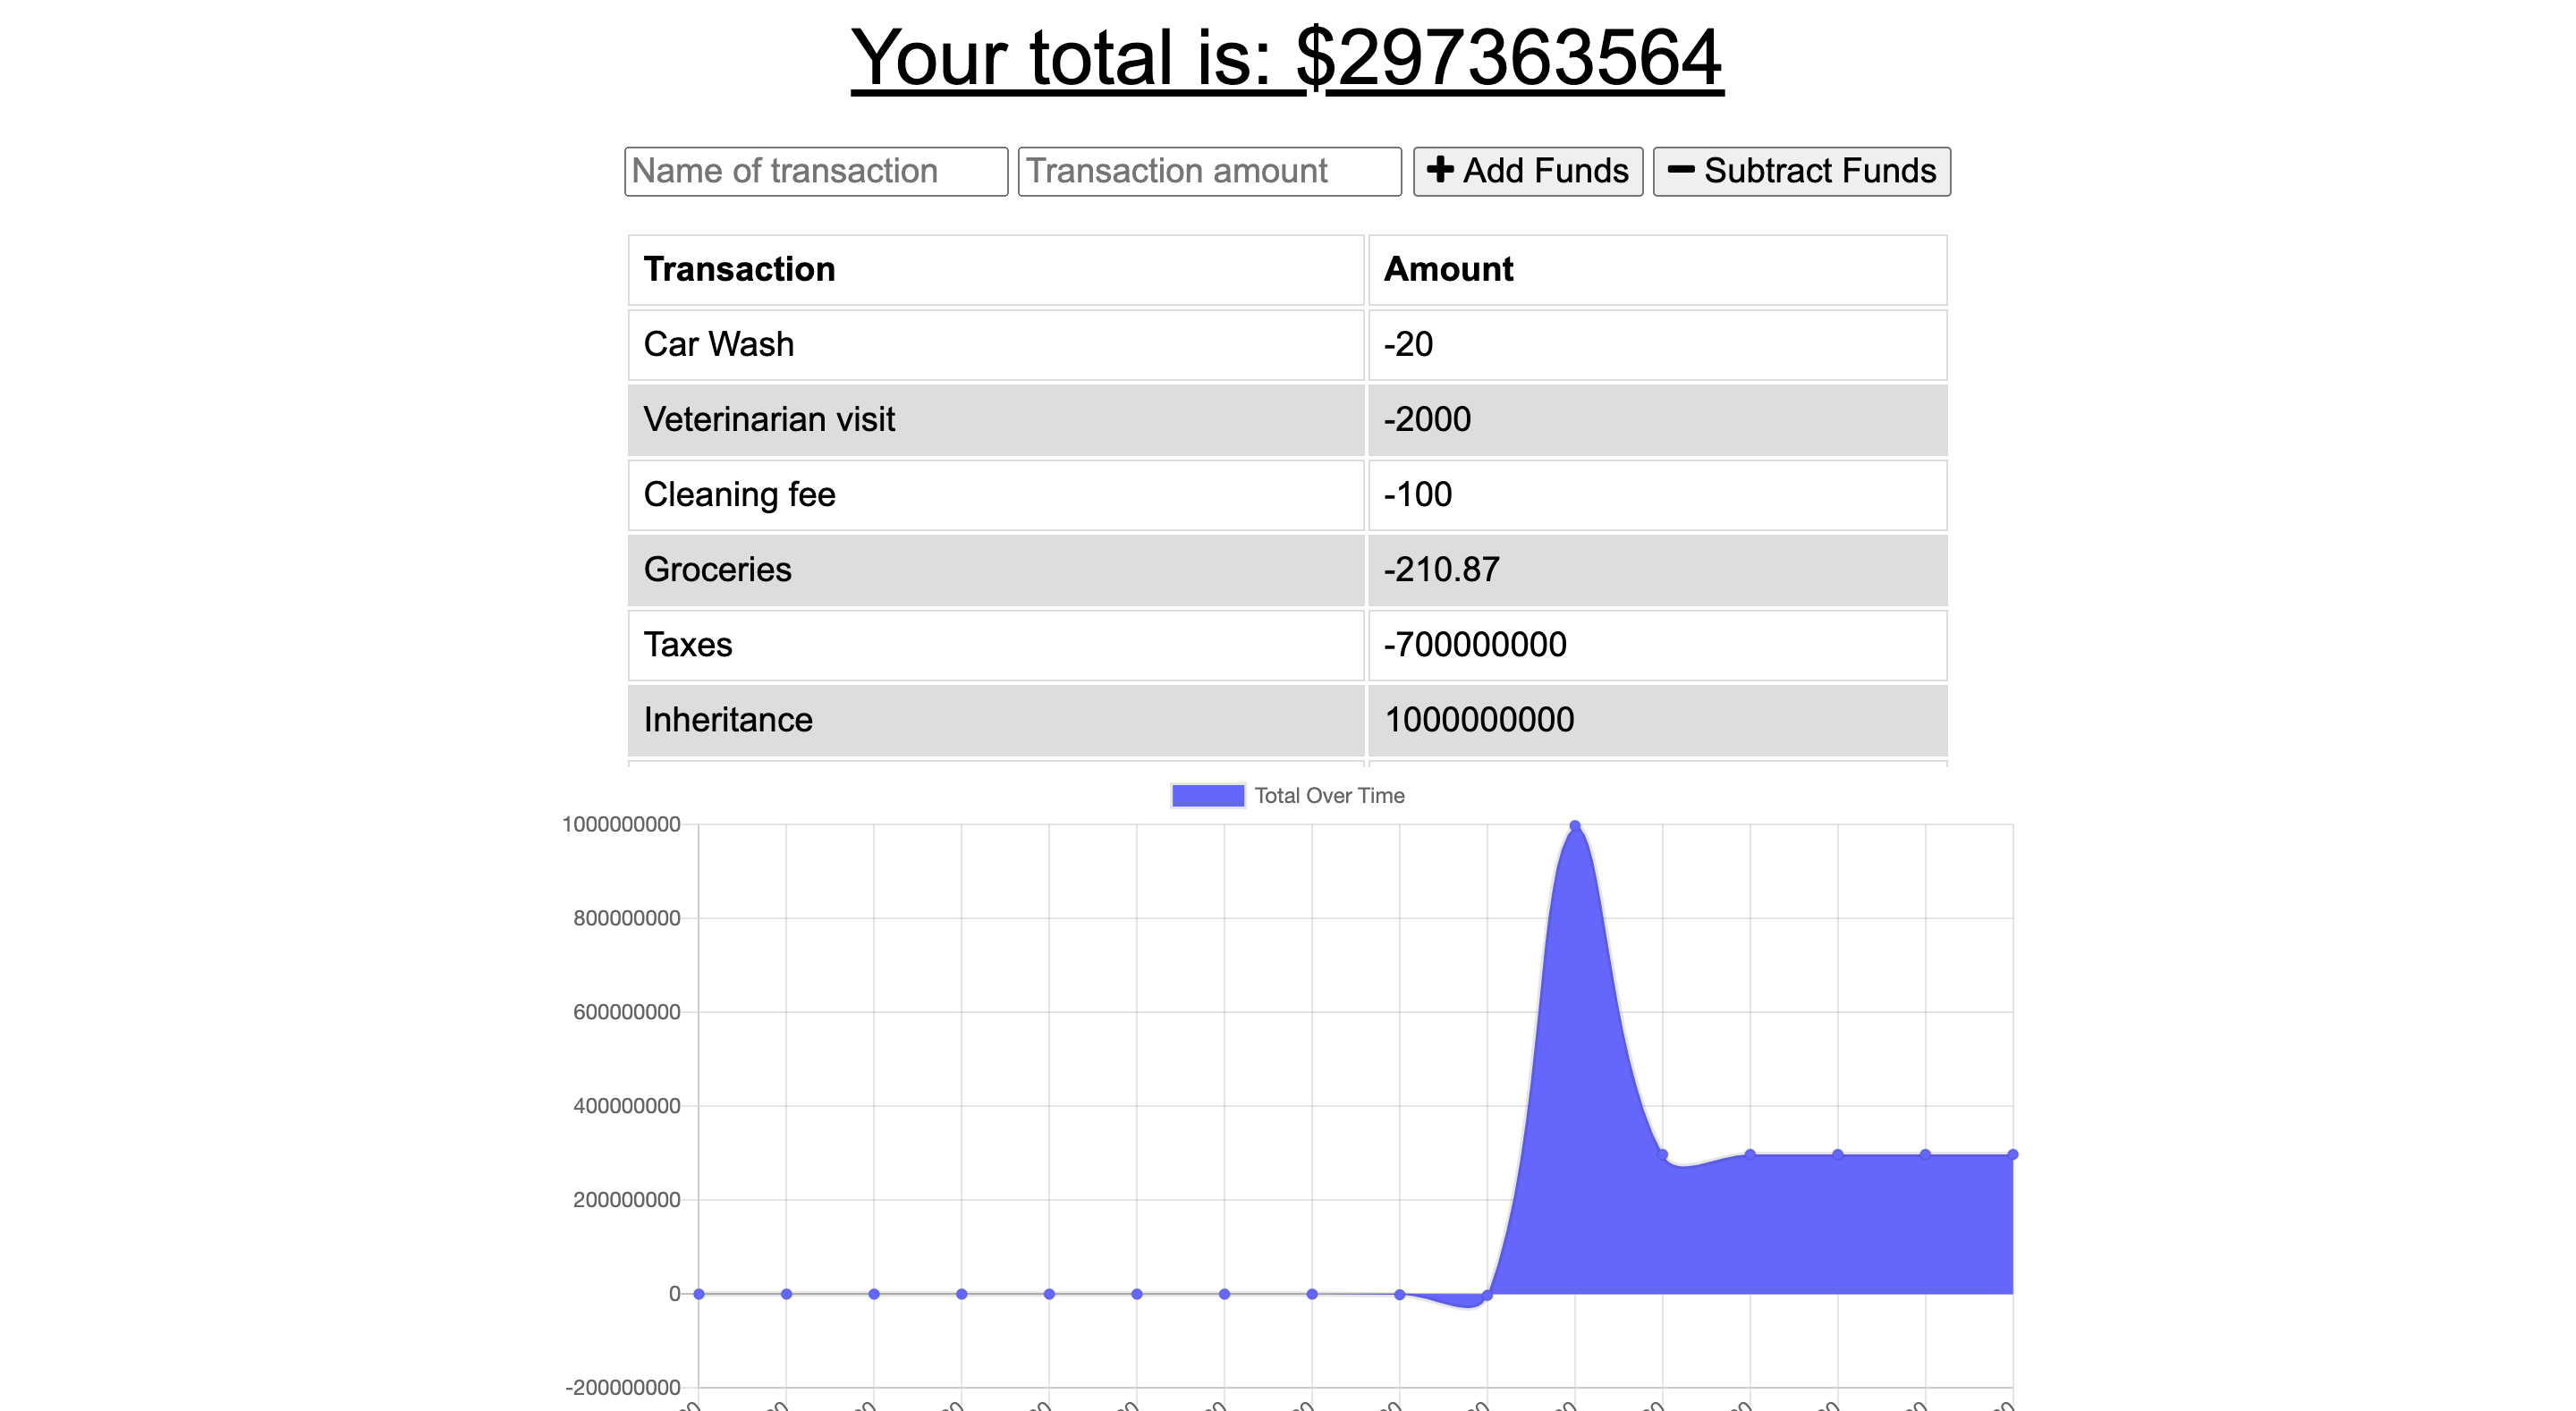 Your total is: $297363564
Name of transaction Transaction amount Add Funds Subtract Funds
Transaction Amount
Car Wash -20
Veterinarian visit -2000
Cleaning fee -100
Groceries -210.87
Taxes -700000000
Inheritance 1000000000
Total Over Time
1000000000
800000000
600000000
400000000
200000000
0
-200000000